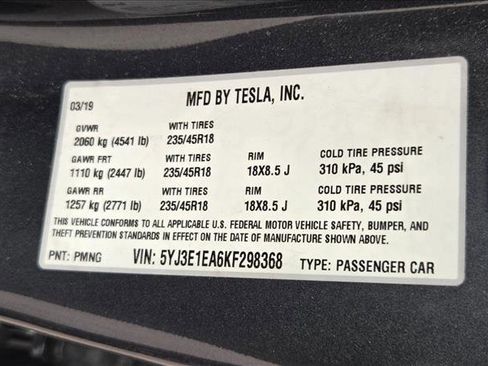 MFD BY TESLA, INC.
03/19
GVWR WITH TIRES
2060 kg (4541 lb) 235/45R18
GAWR FRT WITH TIRES RIM COLD TIRE PRESSURE
1110 kg (2447 lb) 235/45R18 18X8.5 J 310 kPa, 45 psi
GAWR RR WITH TIRES RIM COLD TIRE PRESSURE
1257 kg (2771 lb) 235/45R18 18X8.5 J 310 kPa, 45 psi
THIS VEHICLE CONFORMS TO ALL APPLICABLE U.S. FEDERAL MOTOR VEHICLE SAFETY, BUMPER, AND
THEFT PREVENTION STANDARDS IN EFFECT ON THE DATE OF MANUFACTURE SHOWN ABOVE.
PNT: PMNG VIN: 5YJ3E1EA6KF298368 TYPE: PASSENGER CAR